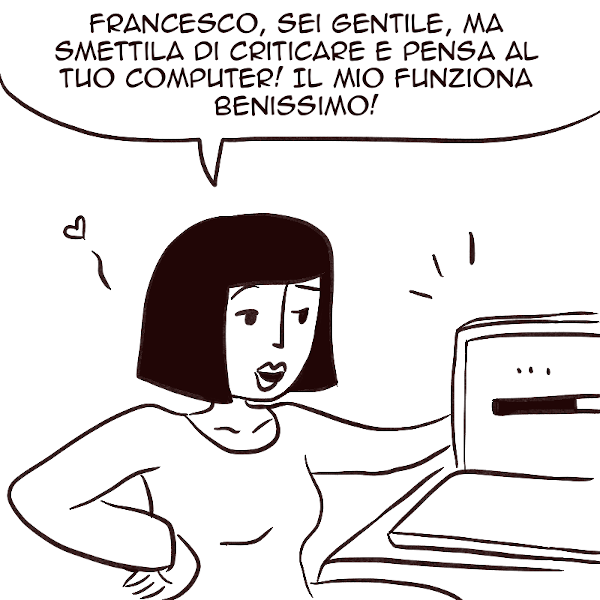 FRANCESCO, SEI GENTILE, MA
SMETTILA DI CRITICARE E PENSA AL
TUO COMPUTER! IL MIO FUNZIONA
BENISSIMO!
...